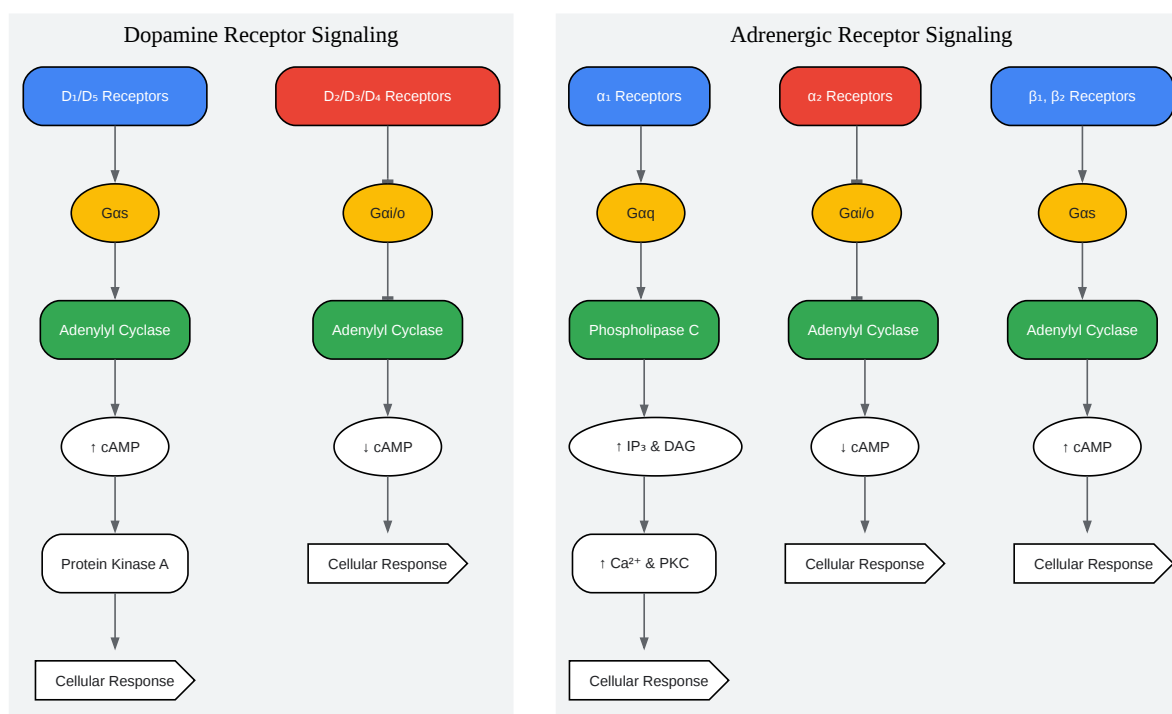 Dopamine Receptor Signaling
D₁/D₅ Receptors
D₂/D₃/D₄ Receptors
Gαs
Gαi/o
Adenylyl Cyclase
Adenylyl Cyclase
↑ cAMP
↓ cAMP
Protein Kinase A
Cellular Response
Cellular Response
Adrenergic Receptor Signaling
α₁ Receptors
α₂ Receptors
β₁, β₂ Receptors
Gαq
Gαi/o
Gαs
Phospholipase C
Adenylyl Cyclase
Adenylyl Cyclase
↑ IP₃ & DAG
↓ cAMP
↑ cAMP
↑ Ca²⁺ & PKC
Cellular Response
Cellular Response
Cellular Response